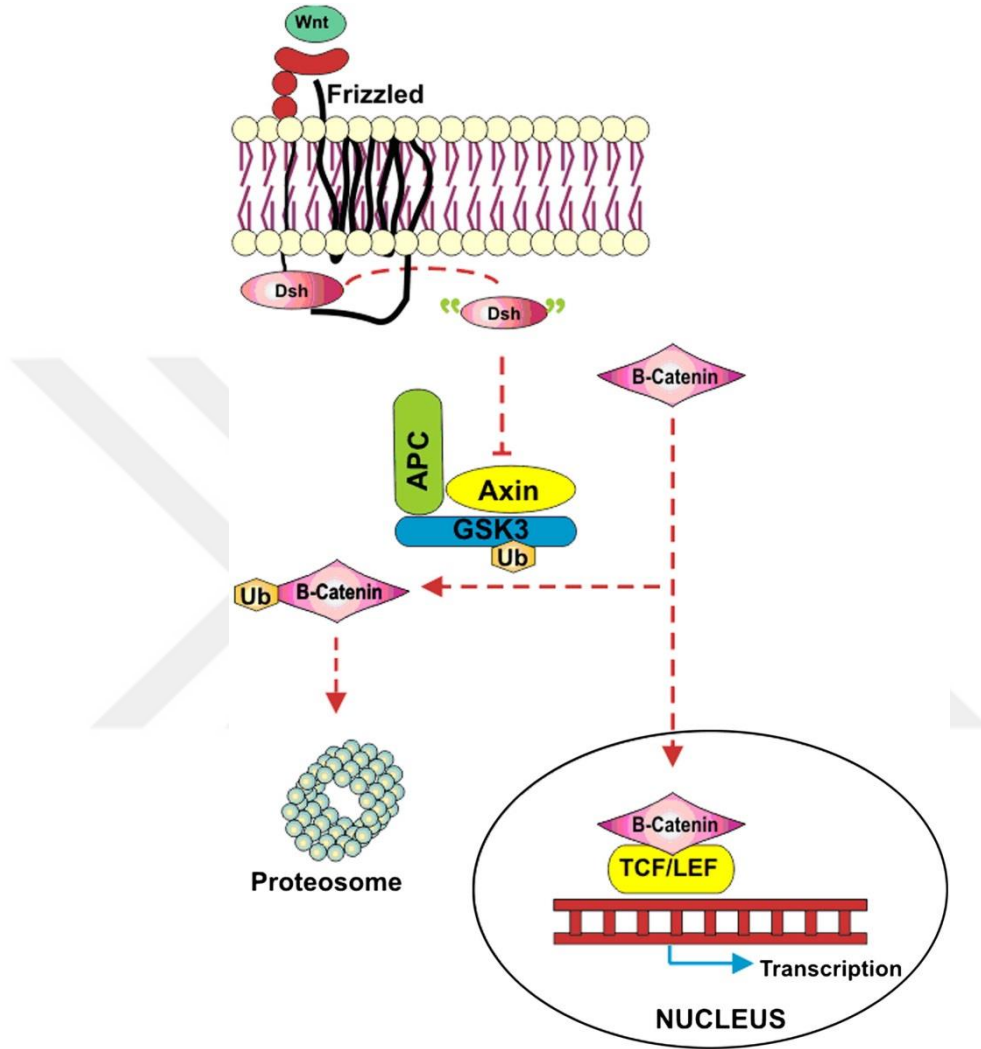 Wnt
Frizzled
Dsh
” Dsh ”
B-Catenin
APC
Axin
GSK3
Ub
Ub B-Catenin
Proteosome
B-Catenin
TCF/LEF
Transcription
NUCLEUS